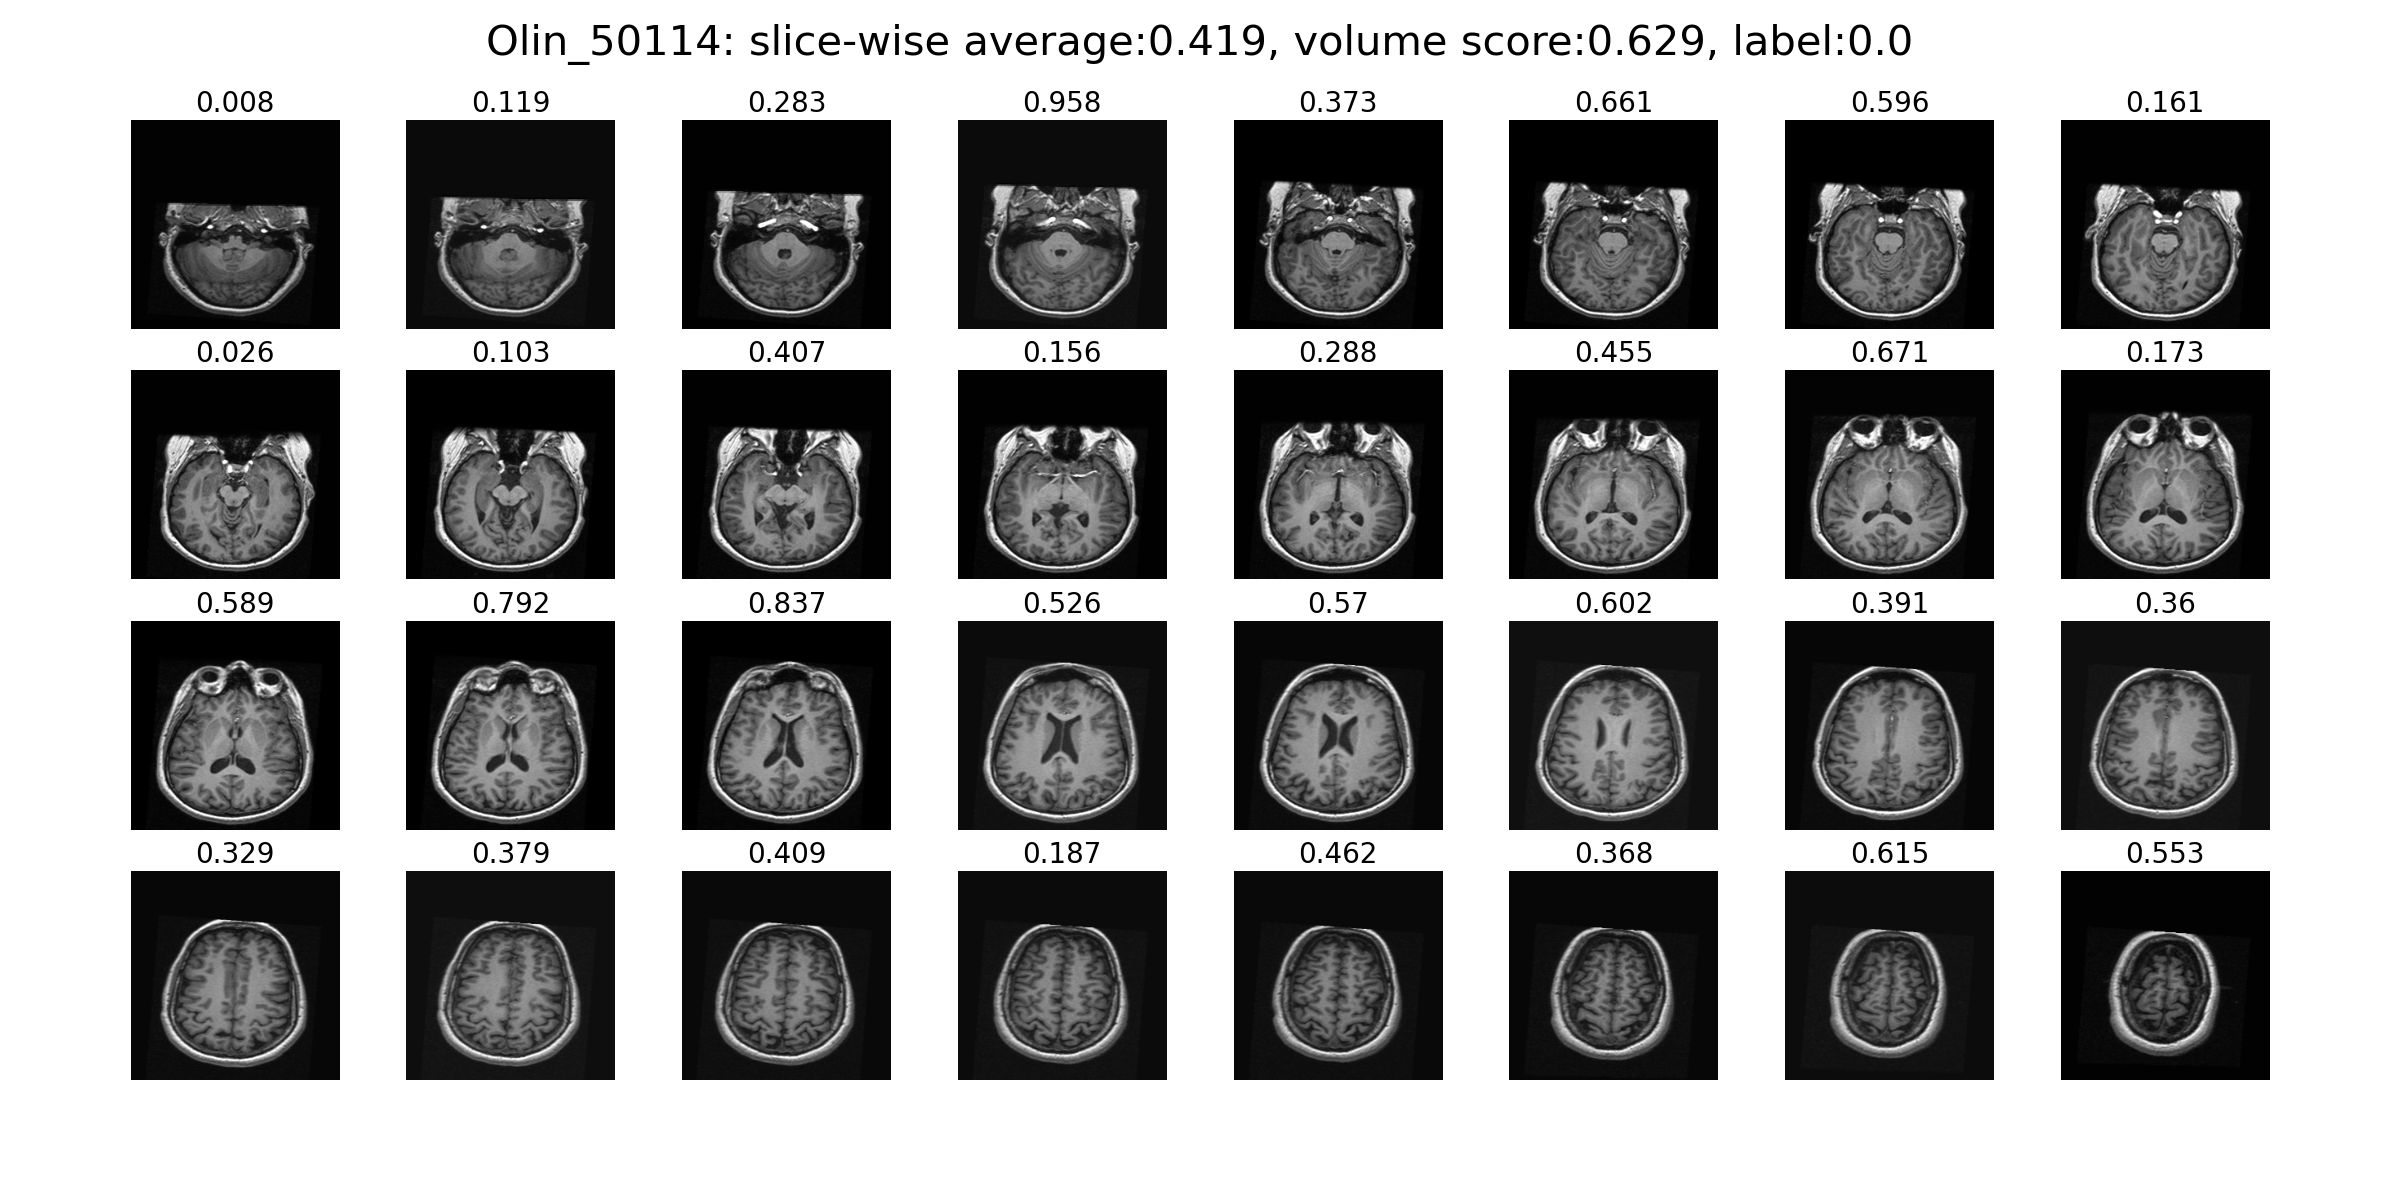 Olin_50114: slice-wise average:0.419, volume score:0.629, label:0.0
0.008 0.119 0.283 0.958 0.373 0.661 0.596 0.161
0.026 0.103 0.407 0.156 0.288 0.455 0.671 0.173
0.589 0.792 0.837 0.526 0.57 0.602 0.391 0.36
0.329 0.379 0.409 0.187 0.462 0.368 0.615 0.553